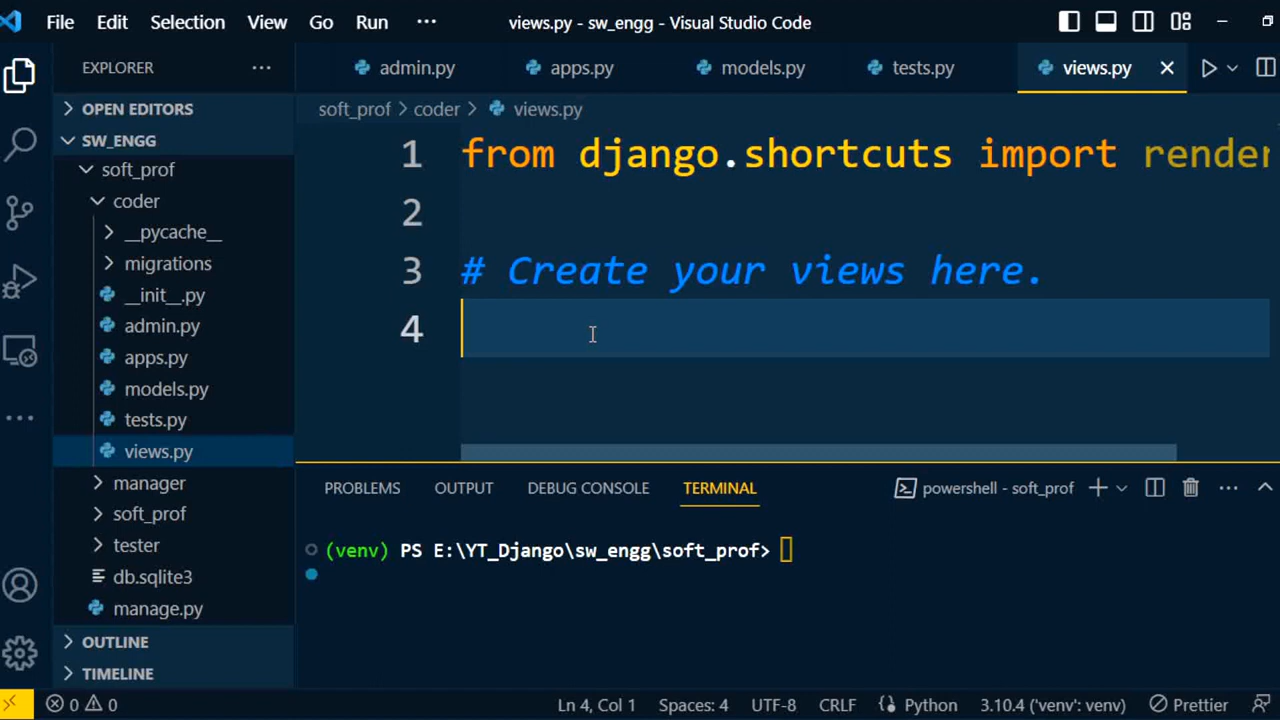 File Edit Selection View Go Run ··· views.py - sw_engg - Visual Studio Code
EXPLORER ···
admin.py apps.py models.py tests.py views.py
OPEN EDITORS
SW_ENGG
soft_prof
coder
__pycache__
migrations
__init__.py
admin.py
apps.py
models.py
tests.py
views.py
manager
soft_prof
tester
db.sqlite3
manage.py
OUTLINE
TIMELINE
soft_prof > coder > views.py
1 from django.shortcuts import render
2
3 # Create your views here.
4
PROBLEMS OUTPUT DEBUG CONSOLE TERMINAL powershell - soft_prof
(venv) PS E:\YT_Django\sw_engg\soft_prof>
0 0 Ln 4, Col 1 Spaces: 4 UTF-8 CRLF Python 3.10.4 ('venv': venv) Prettier